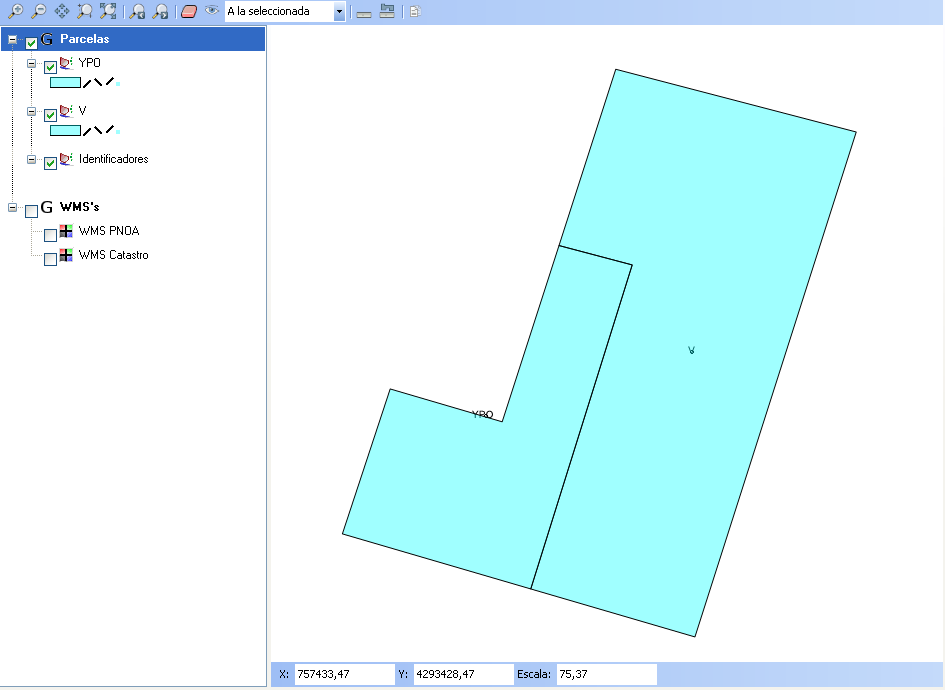 A la seleccionada
G Parcelas
YPO
V
Identificadores
G WMS's
WMS PNOA
WMS Catastro
V
YPO
X: 757433,47 Y: 4293428,47 Escala: 75,37